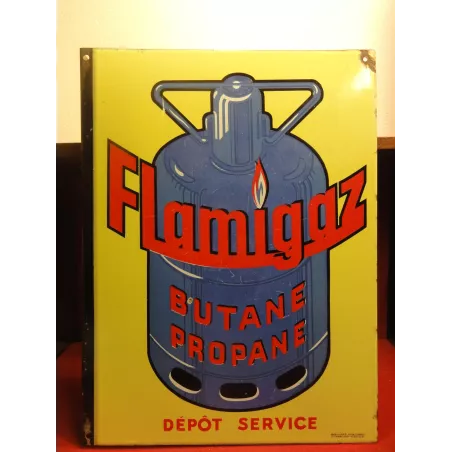 Flamigaz
BUTANE
PROPANE
DÉPÔT SERVICE